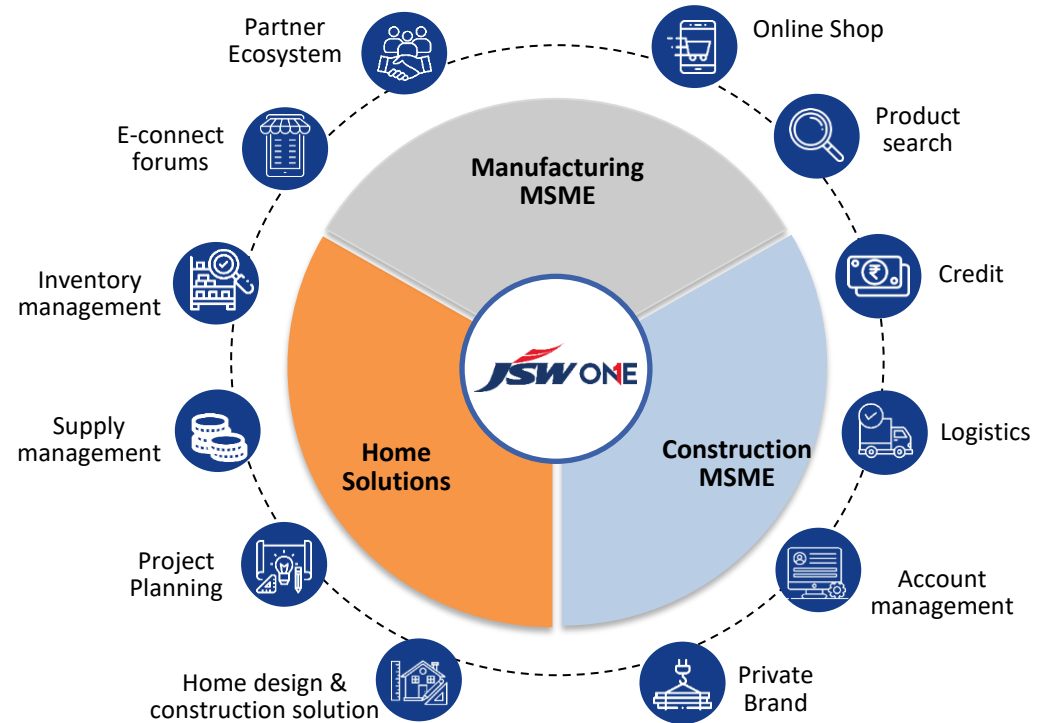 Partner
Ecosystem
Online Shop
E-connect
forums
Product
search
Manufacturing
MSME
Inventory
management
₹
Credit
JSW ONE
Supply
management
Home
Solutions
Construction
MSME
Logistics
Project
Planning
Account
management
Home design &
construction solution
Private
Brand